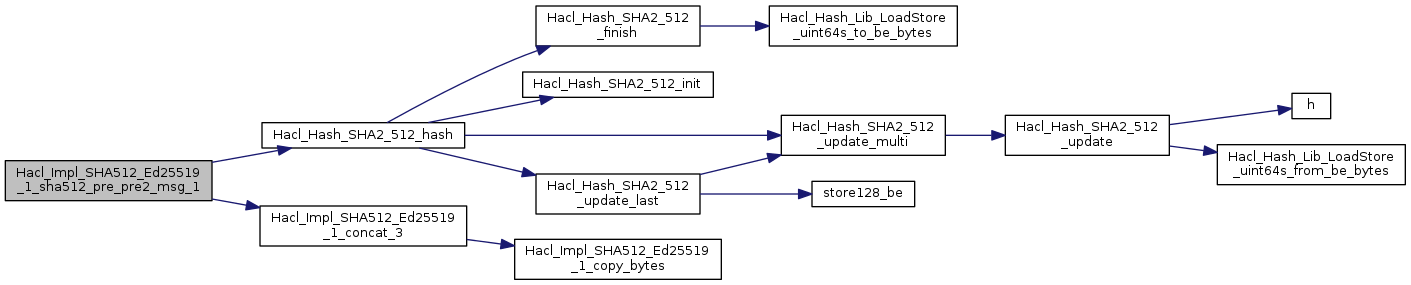 Hacl_Impl_SHA512_Ed25519
_1_sha512_pre_pre2_msg_1
Hacl_Hash_SHA2_512_hash
Hacl_Impl_SHA512_Ed25519
_1_concat_3
Hacl_Hash_SHA2_512
_finish
Hacl_Hash_SHA2_512_init
Hacl_Hash_SHA2_512
_update_last
Hacl_Impl_SHA512_Ed25519
_1_copy_bytes
Hacl_Hash_Lib_LoadStore
_uint64s_to_be_bytes
Hacl_Hash_SHA2_512
_update_multi
store128_be
Hacl_Hash_SHA2_512
_update
h
Hacl_Hash_Lib_LoadStore
_uint64s_from_be_bytes